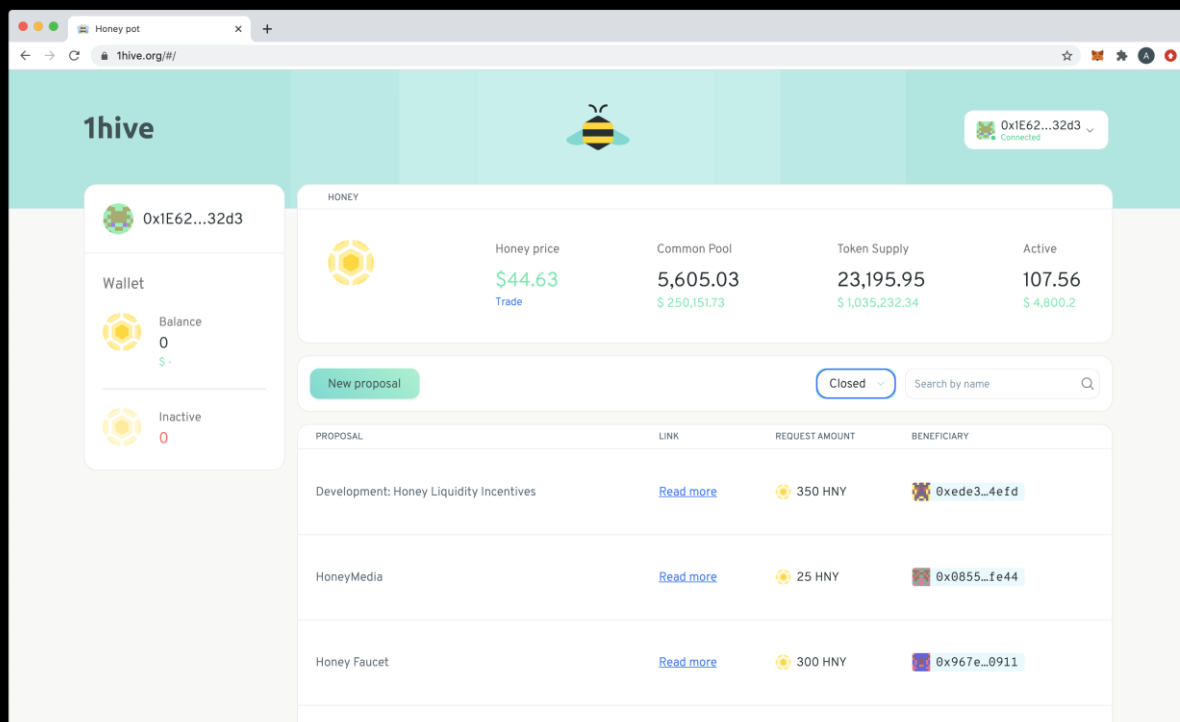 Honey pot
1hive.org/#/
A
1hive
0x1E62...32d3
Connected
0x1E62...32d3
Wallet
Balance
0
$ -
Inactive
0
HONEY
Honey price Common Pool Token Supply Active
$44.63 5,605.03 23,195.95 107.56
Trade $ 250,151.73 $ 1,035,232.34 $ 4,800.2
New proposal Closed Search by name
PROPOSAL LINK REQUEST AMOUNT BENEFICIARY
Development: Honey Liquidity Incentives Read more 350 HNY 0xede3…4efd
HoneyMedia Read more 25 HNY 0x0855…fe44
Honey Faucet Read more 300 HNY 0x967e…0911